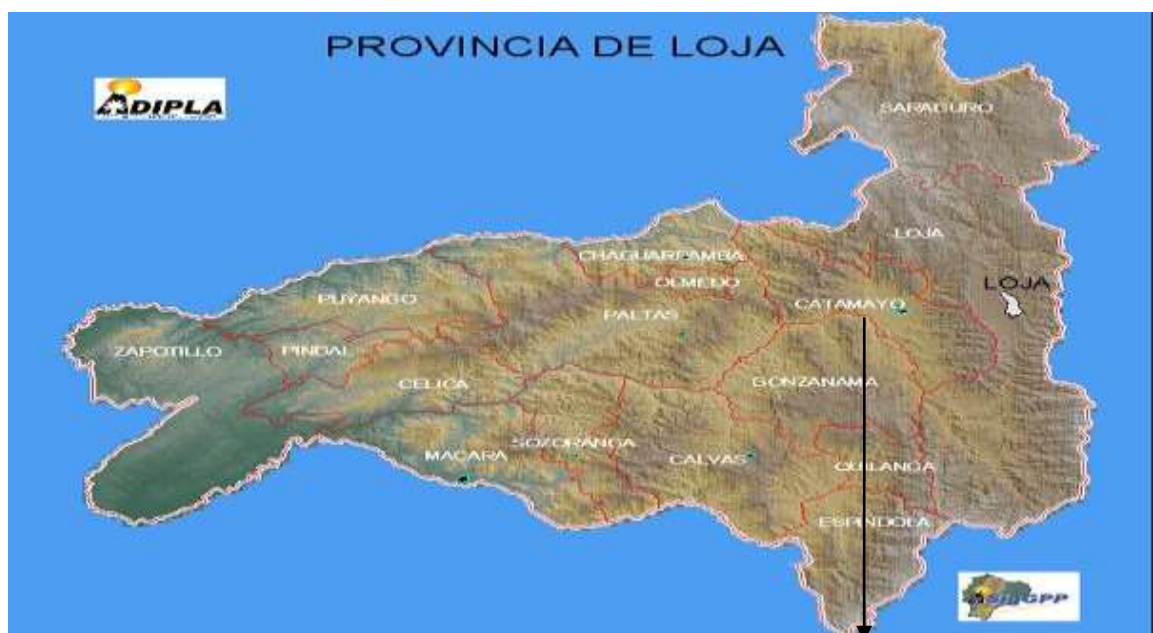 PROVINCIA DE LOJA
ADIPLA
SARAGURO
LOJA
CHAGUARPAMBA
OLMEDO
LOJA
PUYANGO
CATAMAYO
PALTAS
ZAPOTILLO
PINDAL
CELICA
GONZANAMA
SOZORANGA
MACARA
CALVAS
QUILANGA
ESPINDOLA